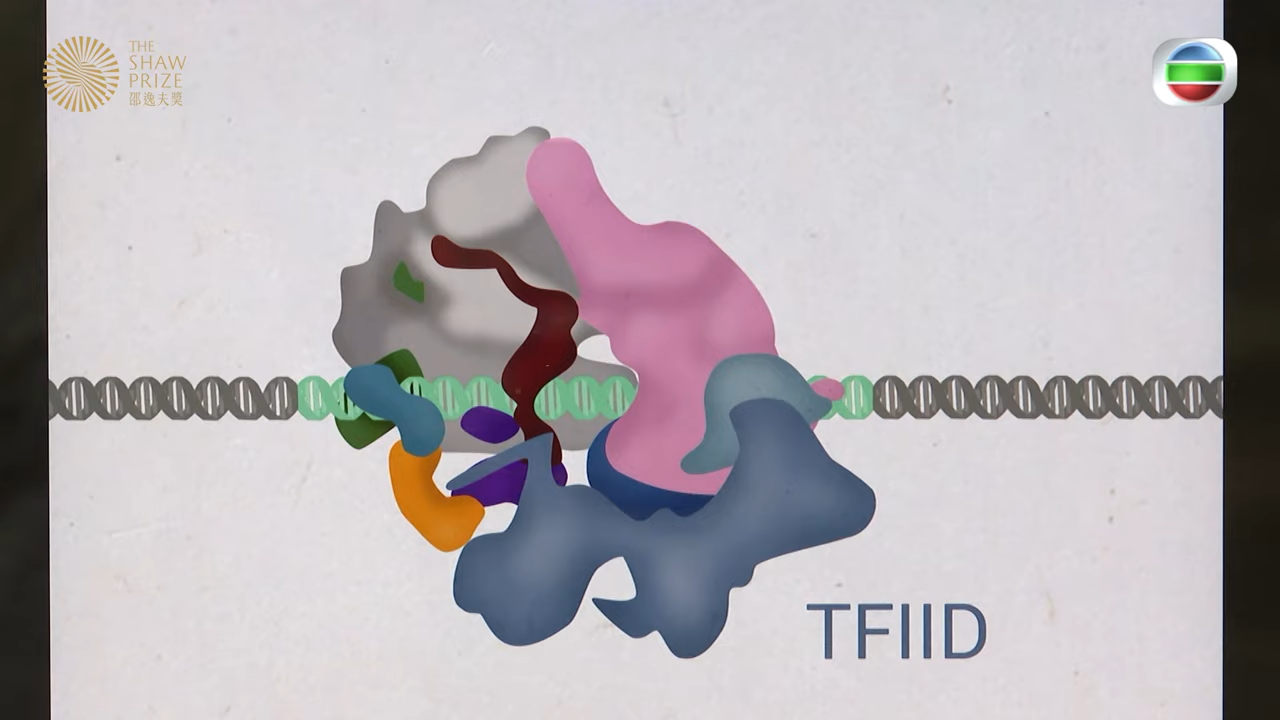 THE
SHAW
PRIZE
邵逸夫獎
TFIID